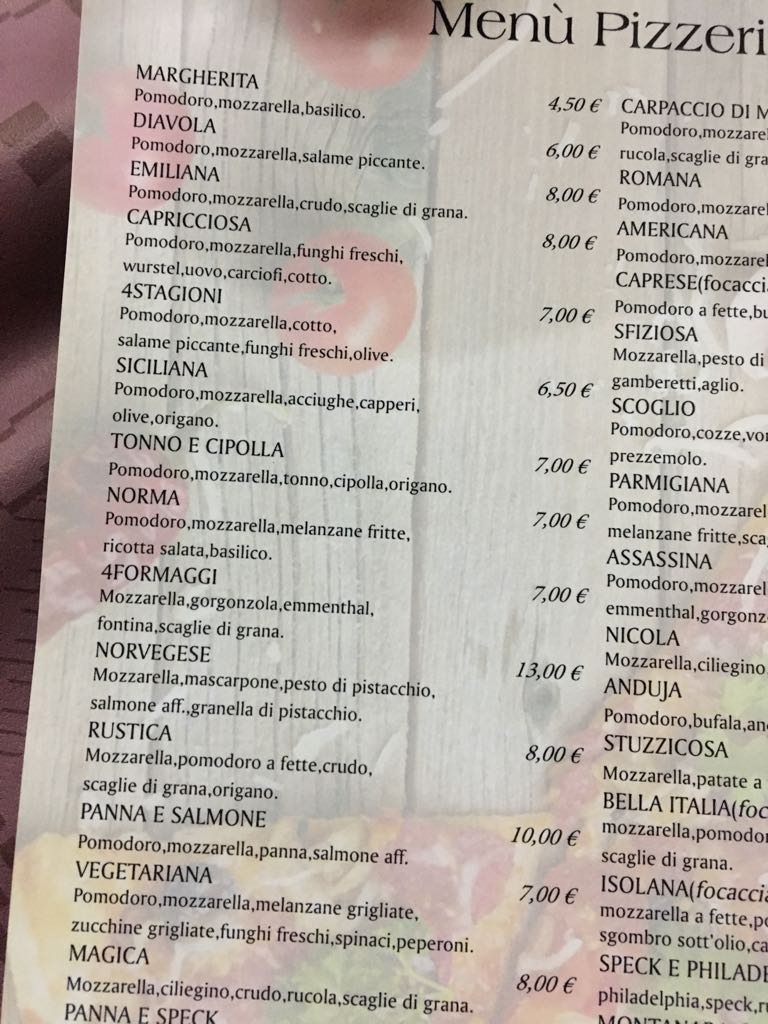 Menù Pizzeri
MARGHERITA
Pomodoro,mozzarella,basilico.
4,50 €
DIAVOLA
Pomodoro,mozzarella,salame piccante.
6,00 €
EMILIANA
Pomodoro,mozzarella,crudo,scaglie di grana.
8,00 €
CAPRICCIOSA
Pomodoro,mozzarella,funghi freschi,
8,00 €
wurstel,uovo,carciofi,cotto.
4STAGIONI
Pomodoro,mozzarella,cotto,
7,00 €
salame piccante,funghi freschi,olive.
SICILIANA
Pomodoro,mozzarella,acciughe,capperi,
6,50 €
olive,origano.
TONNO E CIPOLLA
Pomodoro,mozzarella,tonno,cipolla,origano.
7,00 €
NORMA
Pomodoro,mozzarella,melanzane fritte,
7,00 €
ricotta salata,basilico.
4FORMAGGI
Mozzarella,gorgonzola,emmenthal,
7,00 €
fontina,scaglie di grana.
NORVEGESE
Mozzarella,mascarpone,pesto di pistacchio,
13,00 €
salmone aff.,granella di pistacchio.
RUSTICA
Mozzarella,pomodoro a fette,crudo,
8,00 €
scaglie di grana,origano.
PANNA E SALMONE
Pomodoro,mozzarella,panna,salmone aff.
10,00 €
VEGETARIANA
Pomodoro,mozzarella,melanzane grigliate,
7,00 €
zucchine grigliate,funghi freschi,spinaci,peperoni.
MAGICA
Mozzarella,ciliegino,crudo,rucola,scaglie di grana.
8,00 €
PANNA E SPECK
CARPACCIO DI M
Pomodoro,mozzare
rucola,scaglie di gra
ROMANA
Pomodoro,mozzarel
AMERICANA
Pomodoro,mozzarel
CAPRESE(focacci
Pomodoro a fette,bu
SFIZIOSA
Mozzarella,pesto di
gamberetti,aglio.
SCOGLIO
Pomodoro,cozze,von
prezzemolo.
PARMIGIANA
Pomodoro,mozzarel
melanzane fritte,sca
ASSASSINA
Pomodoro,mozzarel
emmenthal,gorgonz
NICOLA
Mozzarella,ciliegino
ANDUJA
Pomodoro,bufala,an
STUZZICOSA
Mozzarella,patate a
BELLA ITALIA(foc
mozzarella,pomodo
scaglie di grana.
ISOLANA(focaccia
mozzarella a fette,po
sgombro sott'olio,ca
SPECK E PHILADE
philadelphia,speck,ru